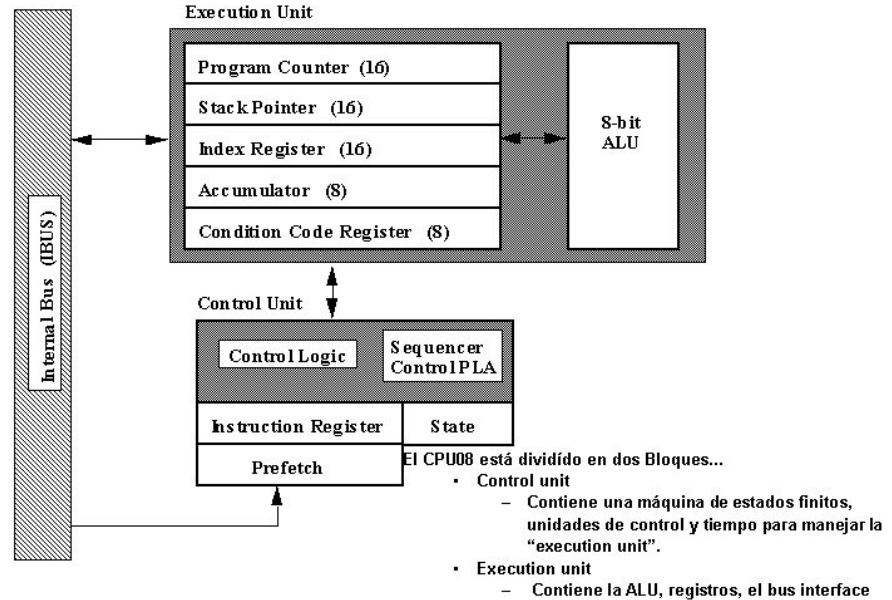 Execution Unit
Program Counter (16)
Stack Pointer (16)
Index Register (16)
Accumulator (8)
Condition Code Register (8)
8-bit
ALU
Internal Bus (IBUS)
Control Unit
Control Logic
Sequencer
Control PLA
Instruction Register
State
Prefetch
El CPU08 está dividído en dos Bloques...
• Control unit
– Contiene una máquina de estados finitos,
unidades de control y tiempo para manejar la
“execution unit”.
• Execution unit
– Contiene la ALU, registros, el bus interface